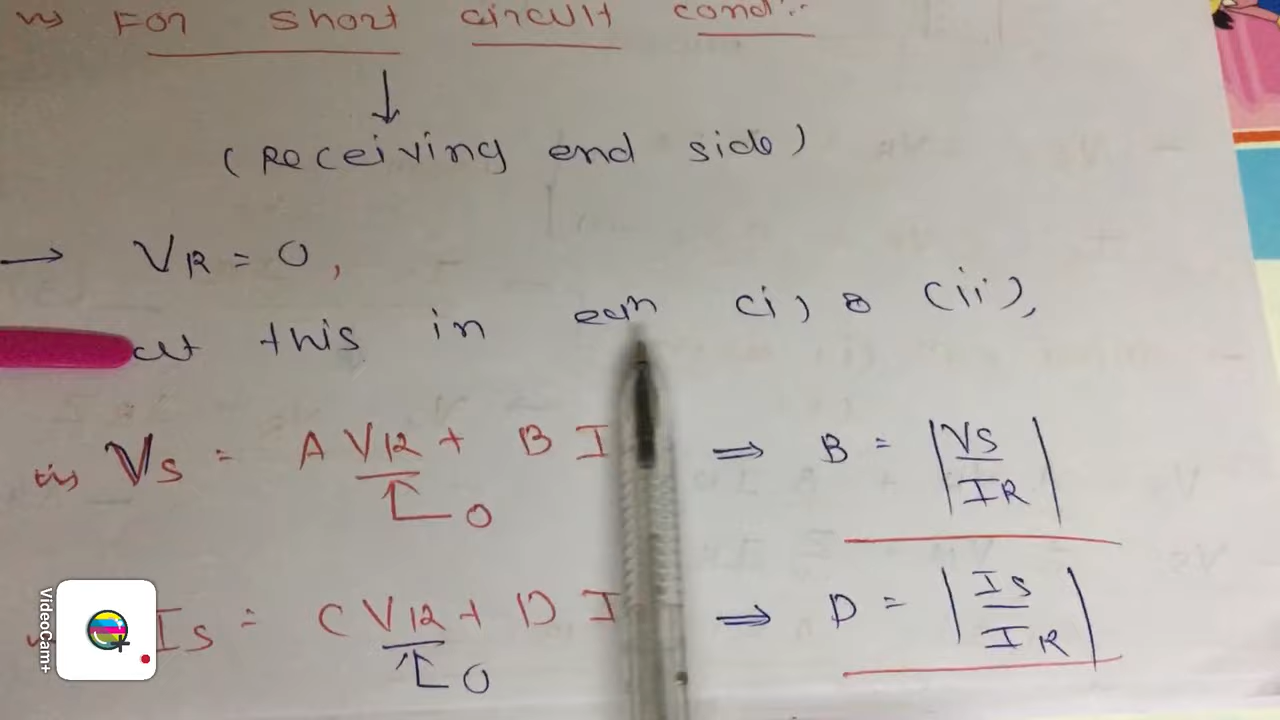 For short circuit cond..
(Receiving end side)
→ VR = 0,
this in eqn (i) & (ii),
(i) Vs = A VR + B I ⇒ B = |VS / IR|
0
Is = C VR + D I ⇒ D = |Is / IR|
0
VideoCam+